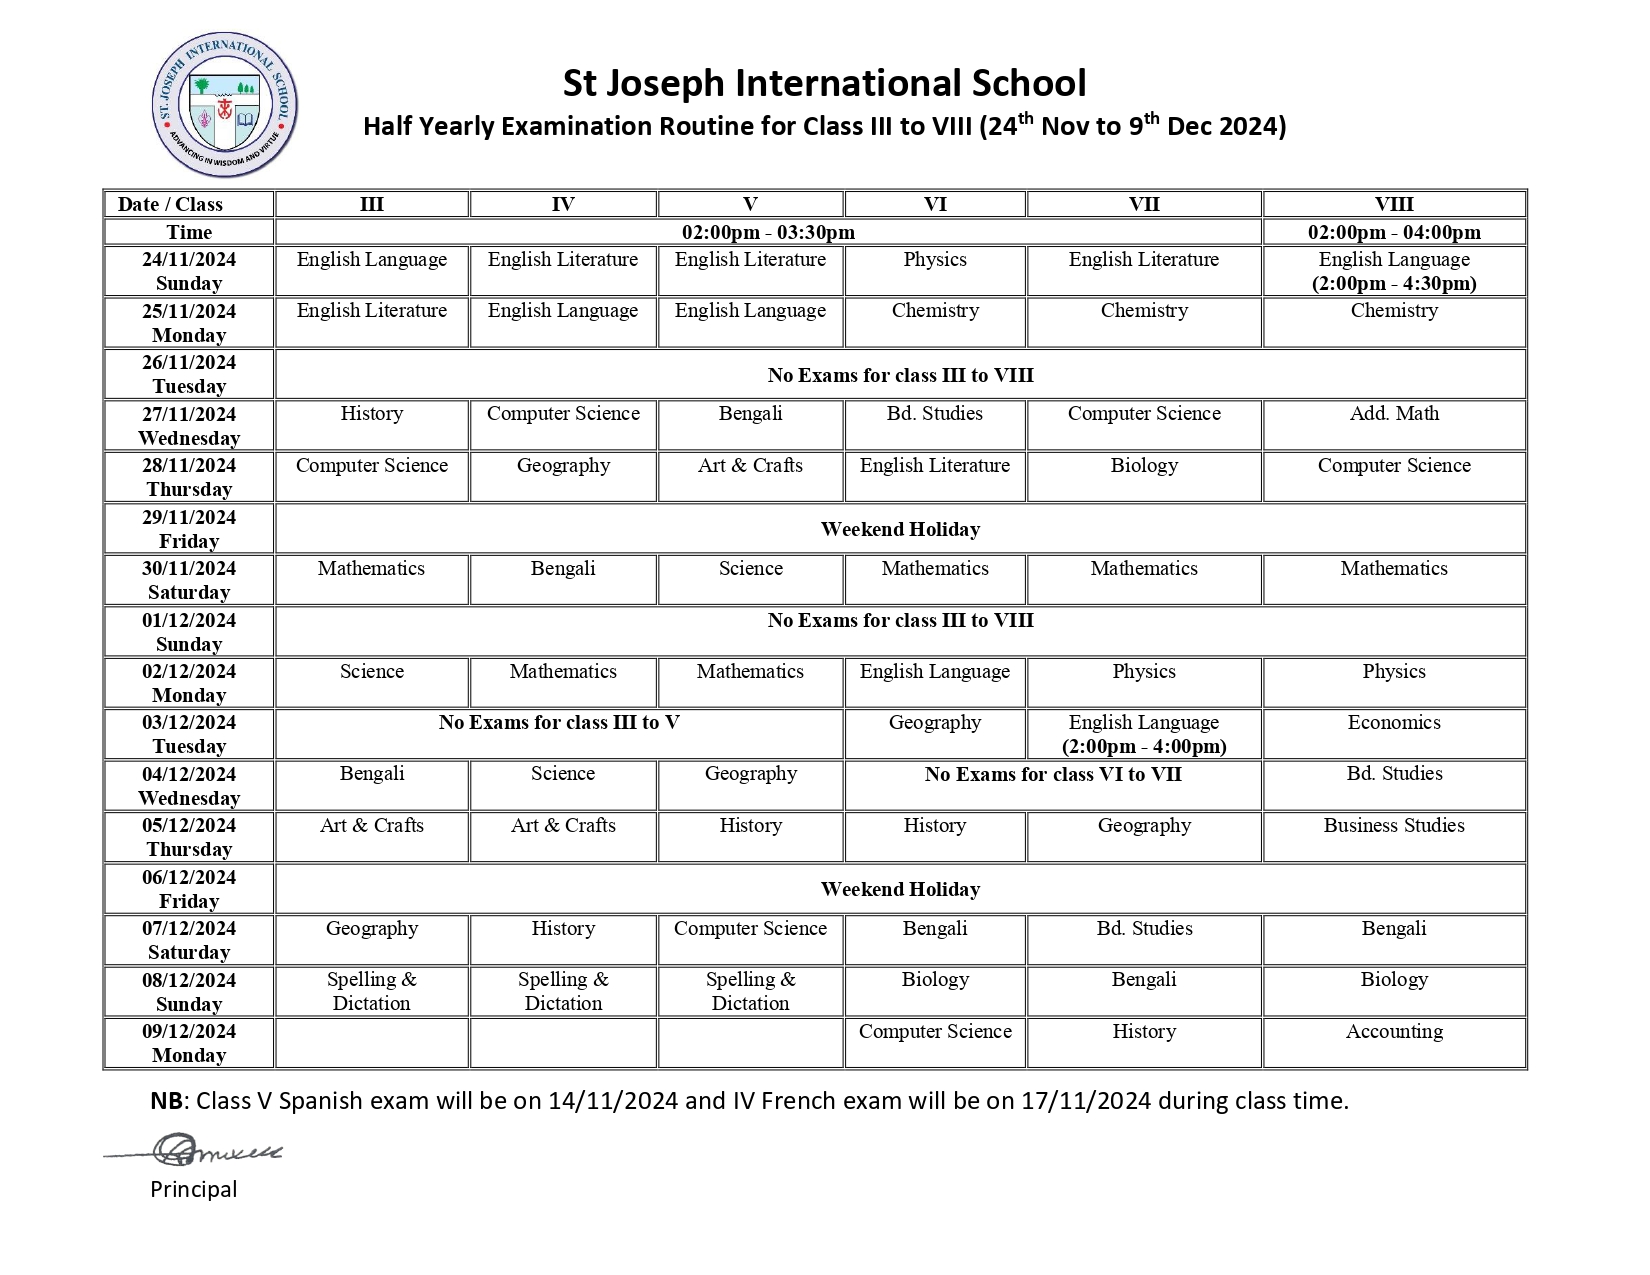 ST. JOSEPH INTERNATIONAL SCHOOL
ADVANCING IN WISDOM AND VIRTUE
St Joseph International School
Half Yearly Examination Routine for Class III to VIII (24th Nov to 9th Dec 2024)
Date / Class III IV V VI VII VIII
Time 02:00pm - 03:30pm 02:00pm - 04:00pm
24/11/2024 English Language English Literature English Literature Physics English Literature English Language
Sunday (2:00pm - 4:30pm)
25/11/2024 English Literature English Language English Language Chemistry Chemistry Chemistry
Monday
26/11/2024
No Exams for class III to VIII
Tuesday
27/11/2024 History Computer Science Bengali Bd. Studies Computer Science Add. Math
Wednesday
28/11/2024 Computer Science Geography Art & Crafts English Literature Biology Computer Science
Thursday
29/11/2024
Weekend Holiday
Friday
30/11/2024 Mathematics Bengali Science Mathematics Mathematics Mathematics
Saturday
01/12/2024 No Exams for class III to VIII
Sunday
02/12/2024 Science Mathematics Mathematics English Language Physics Physics
Monday
03/12/2024 No Exams for class III to V Geography English Language Economics
Tuesday (2:00pm - 4:00pm)
04/12/2024 Bengali Science Geography No Exams for class VI to VII Bd. Studies
Wednesday
05/12/2024 Art & Crafts Art & Crafts History History Geography Business Studies
Thursday
06/12/2024
Weekend Holiday
Friday
07/12/2024 Geography History Computer Science Bengali Bd. Studies Bengali
Saturday
08/12/2024 Spelling & Spelling & Spelling & Biology Bengali Biology
Sunday Dictation Dictation Dictation
09/12/2024 Computer Science History Accounting
Monday
NB: Class V Spanish exam will be on 14/11/2024 and IV French exam will be on 17/11/2024 during class time.
Principal